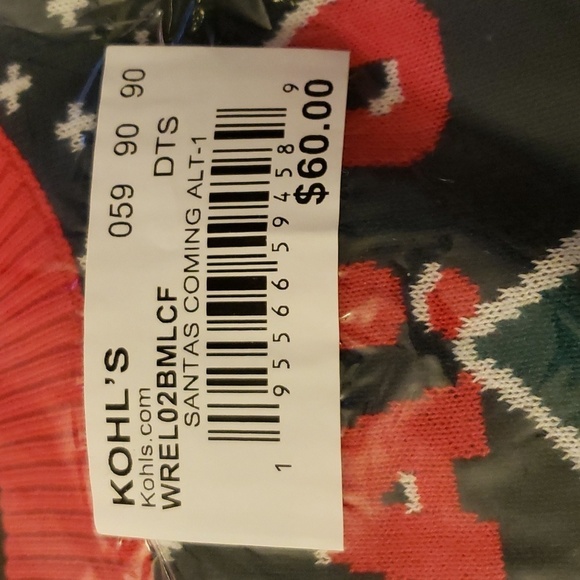 KOHL'S 059 90 90
Kohls.com
WREL02BMLCF DTS
SANTAS COMING ALT-1
1 95566 59458 9
$60.00